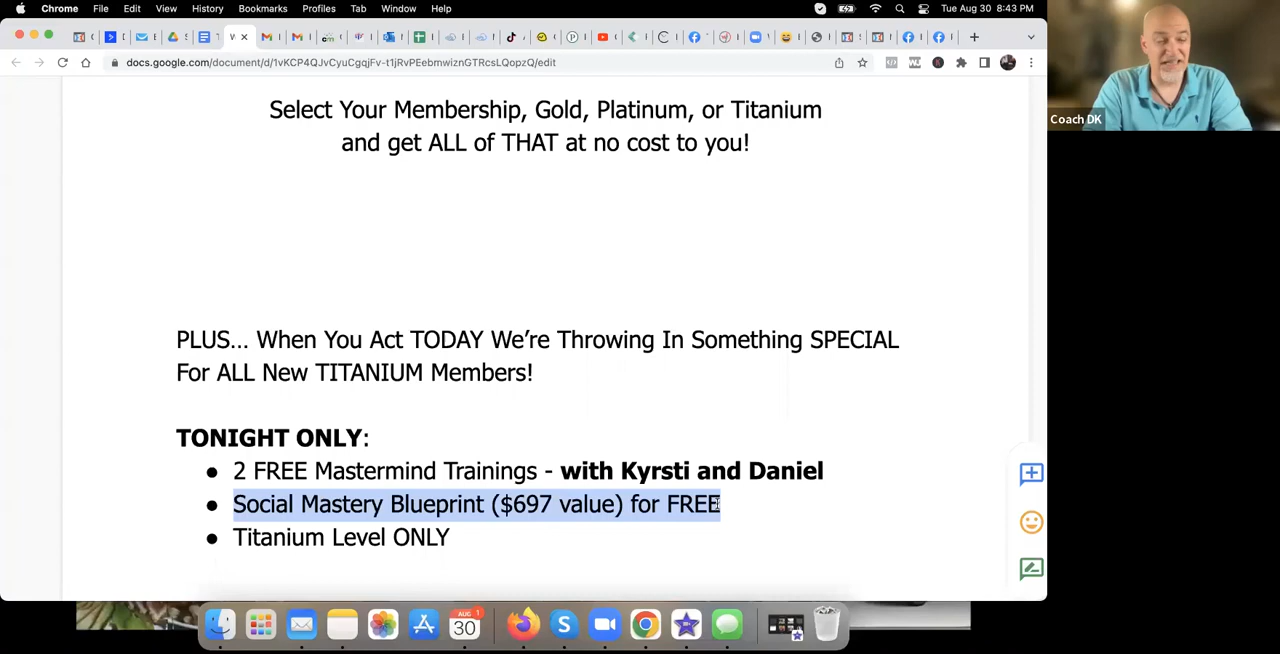 Chrome File Edit View History Bookmarks Profiles Tab Window Help Tue Aug 30 8:43 PM
docs.google.com/document/d/1vKCP4QJvCyuCgqjFv-t1jRvPEebmwiznGTRcsLQopzQ/edit
Coach DK
Select Your Membership, Gold, Platinum, or Titanium
and get ALL of THAT at no cost to you!
PLUS... When You Act TODAY We’re Throwing In Something SPECIAL
For ALL New TITANIUM Members!
TONIGHT ONLY:
● 2 FREE Mastermind Trainings - with Kyrsti and Daniel
● Social Mastery Blueprint ($697 value) for FREE
● Titanium Level ONLY
AUG 1
30